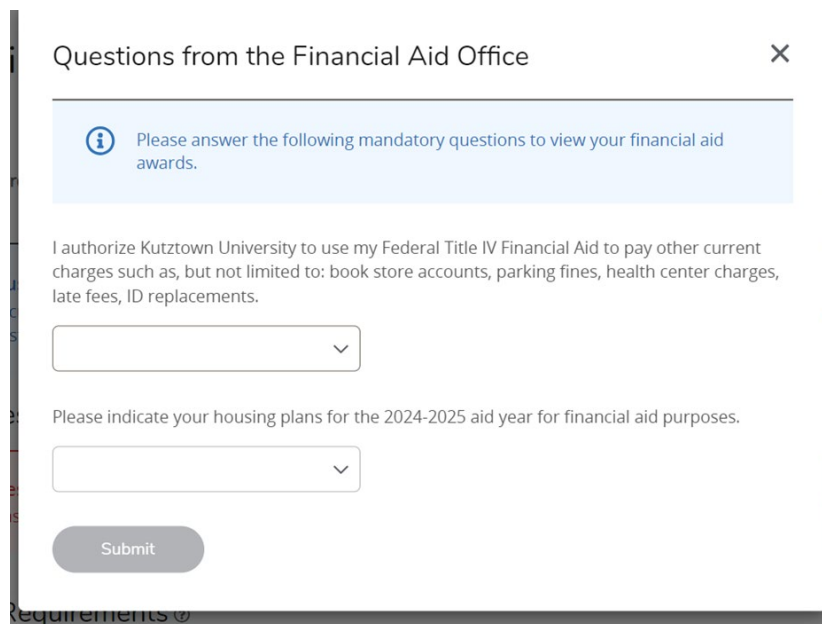 Questions from the Financial Aid Office
Please answer the following mandatory questions to view your financial aid
awards.
I authorize Kutztown University to use my Federal Title IV Financial Aid to pay other current
charges such as, but not limited to: book store accounts, parking fines, health center charges,
late fees, ID replacements.
Please indicate your housing plans for the 2024-2025 aid year for financial aid purposes.
Submit
Requirements